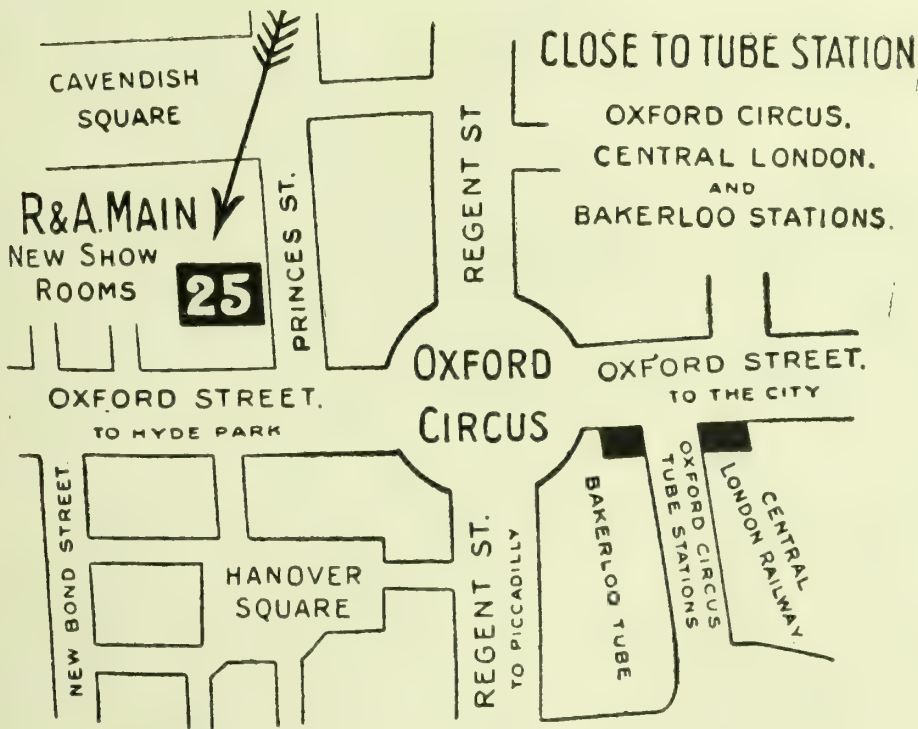 CLOSE TO TUBE STATION
OXFORD CIRCUS.
CENTRAL LONDON.
AND
BAKERLOO STATIONS.
CAVENDISH
SQUARE
R&A. MAIN
NEW SHOW
ROOMS
25
PRINCES ST.
REGENT ST
OXFORD
CIRCUS
OXFORD STREET.
TO THE CITY
OXFORD STREET.
TO HYDE PARK
NEW BOND STREET.
HANOVER
SQUARE
REGENT ST.
TO PICCADILLY
BAKERLOO TUBE
OXFORD CIRCUS
TUBE STATIONS
CENTRAL
LONDON RAILWAY.